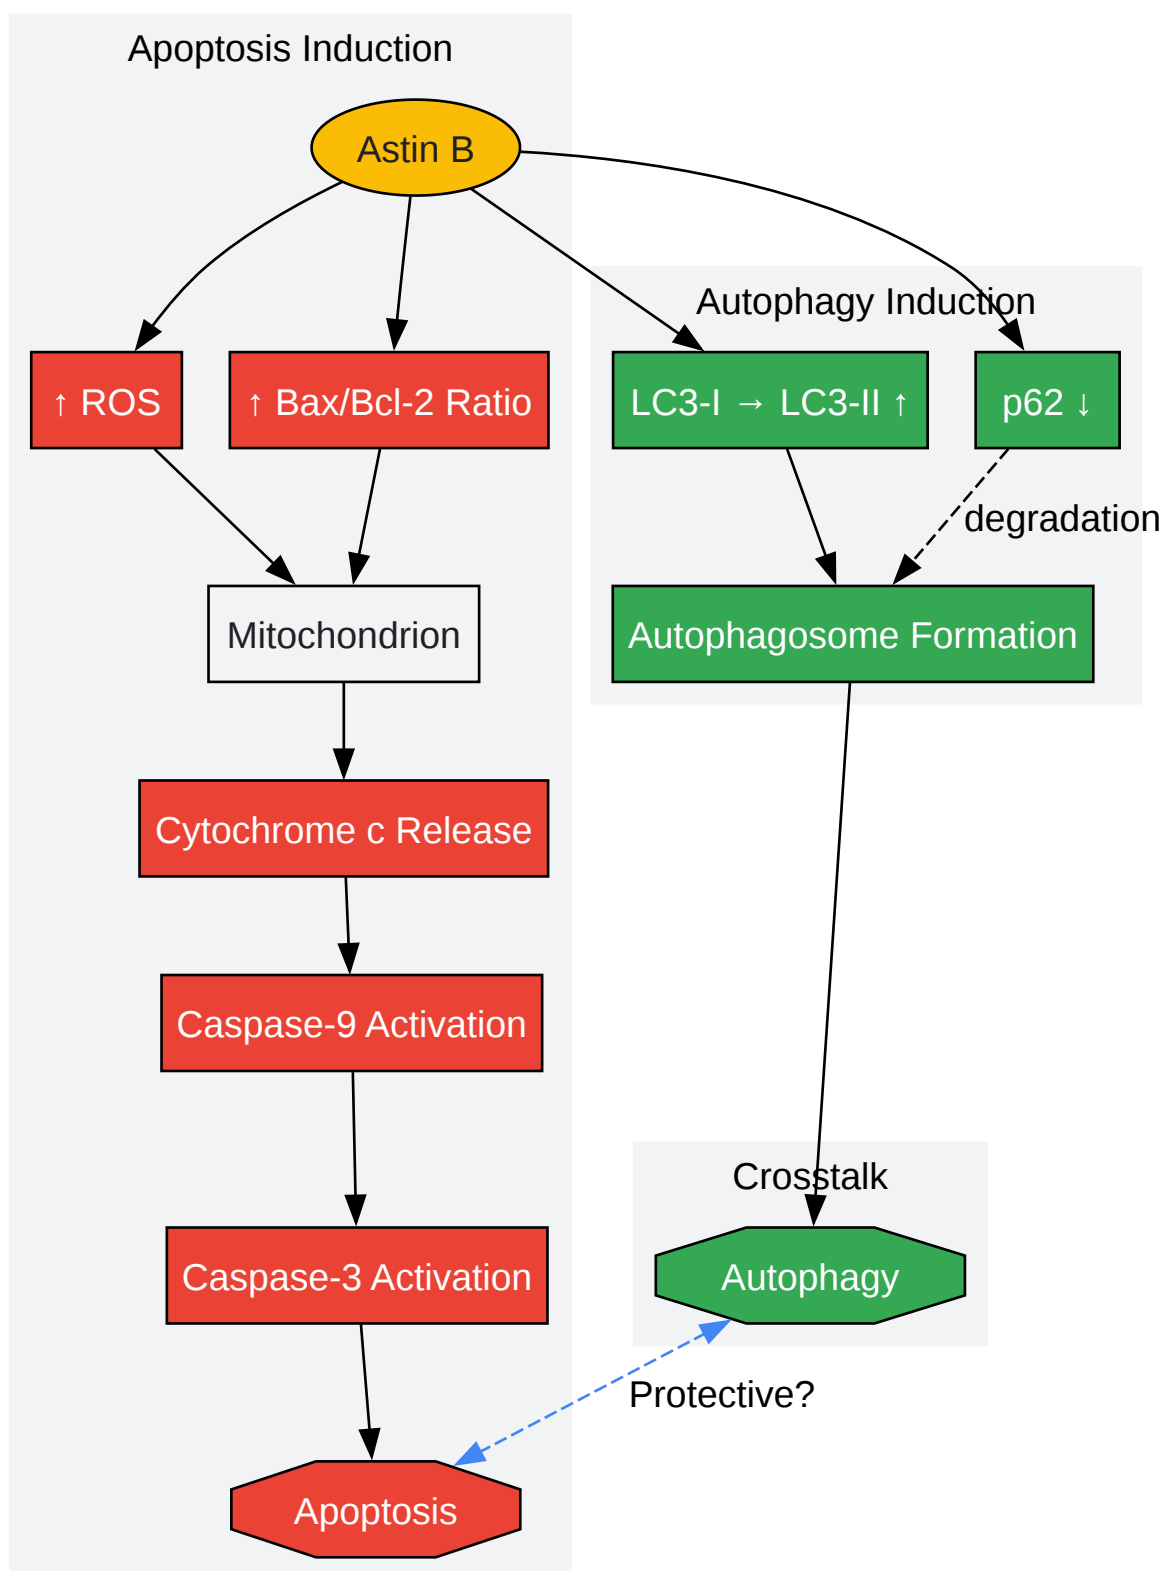 Apoptosis Induction
Astin B
Autophagy Induction
↑ ROS
↑ Bax/Bcl-2 Ratio
LC3-I → LC3-II ↑
p62 ↓
degradation
Mitochondrion
Autophagosome Formation
Cytochrome c Release
Caspase-9 Activation
Crosstalk
Caspase-3 Activation
Autophagy
Protective?
Apoptosis